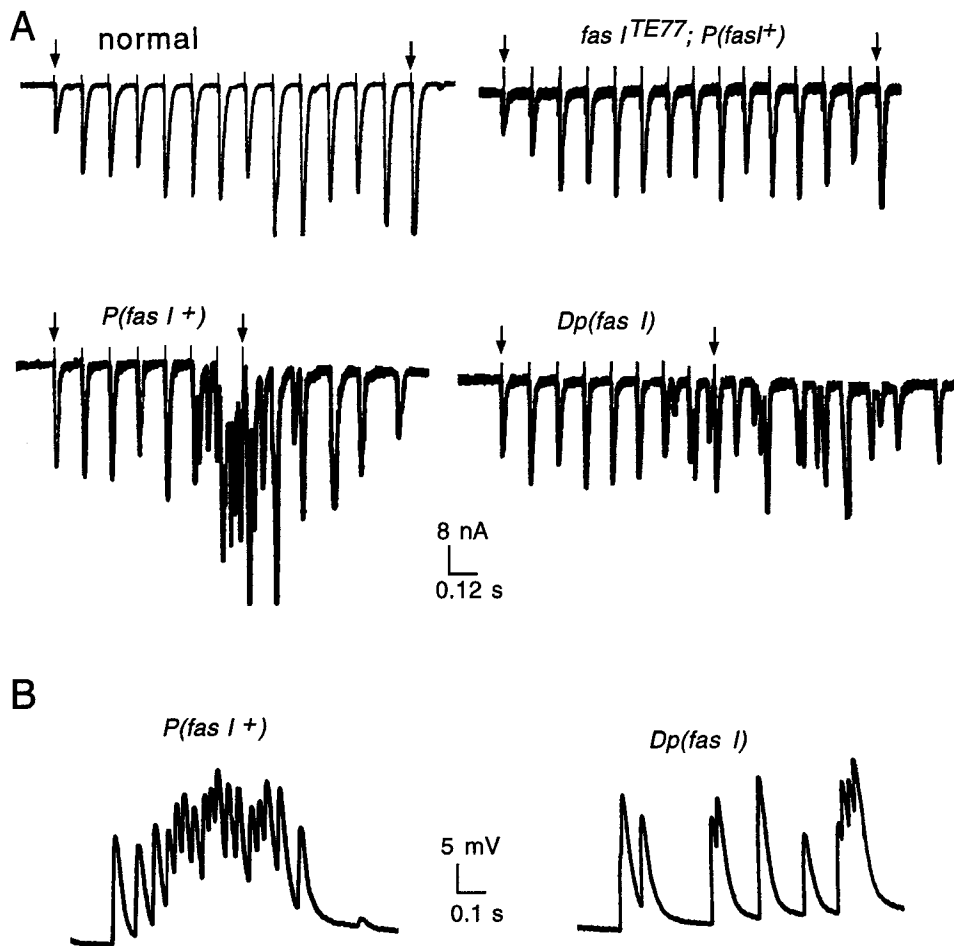 A
normal
fas I^TE77; P(fasI+)
P(fas I +)
Dp(fas I)
8 nA
0.12 s
B
P(fas I +)
Dp(fas I)
5 mV
0.1 s